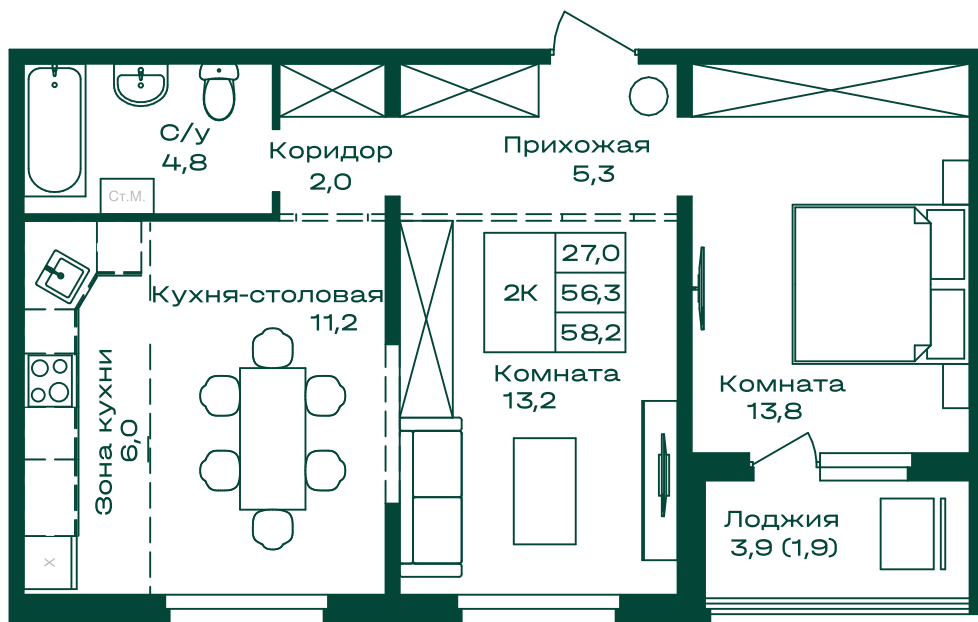 С/у
4,8
Ст.М.
Коридор
2,0
Прихожая
5,3
Кухня-столовая
11,2
Зона кухни
6,0
2К
27,0
56,3
58,2
Комната
13,2
Комната
13,8
Лоджия
3,9 (1,9)
X